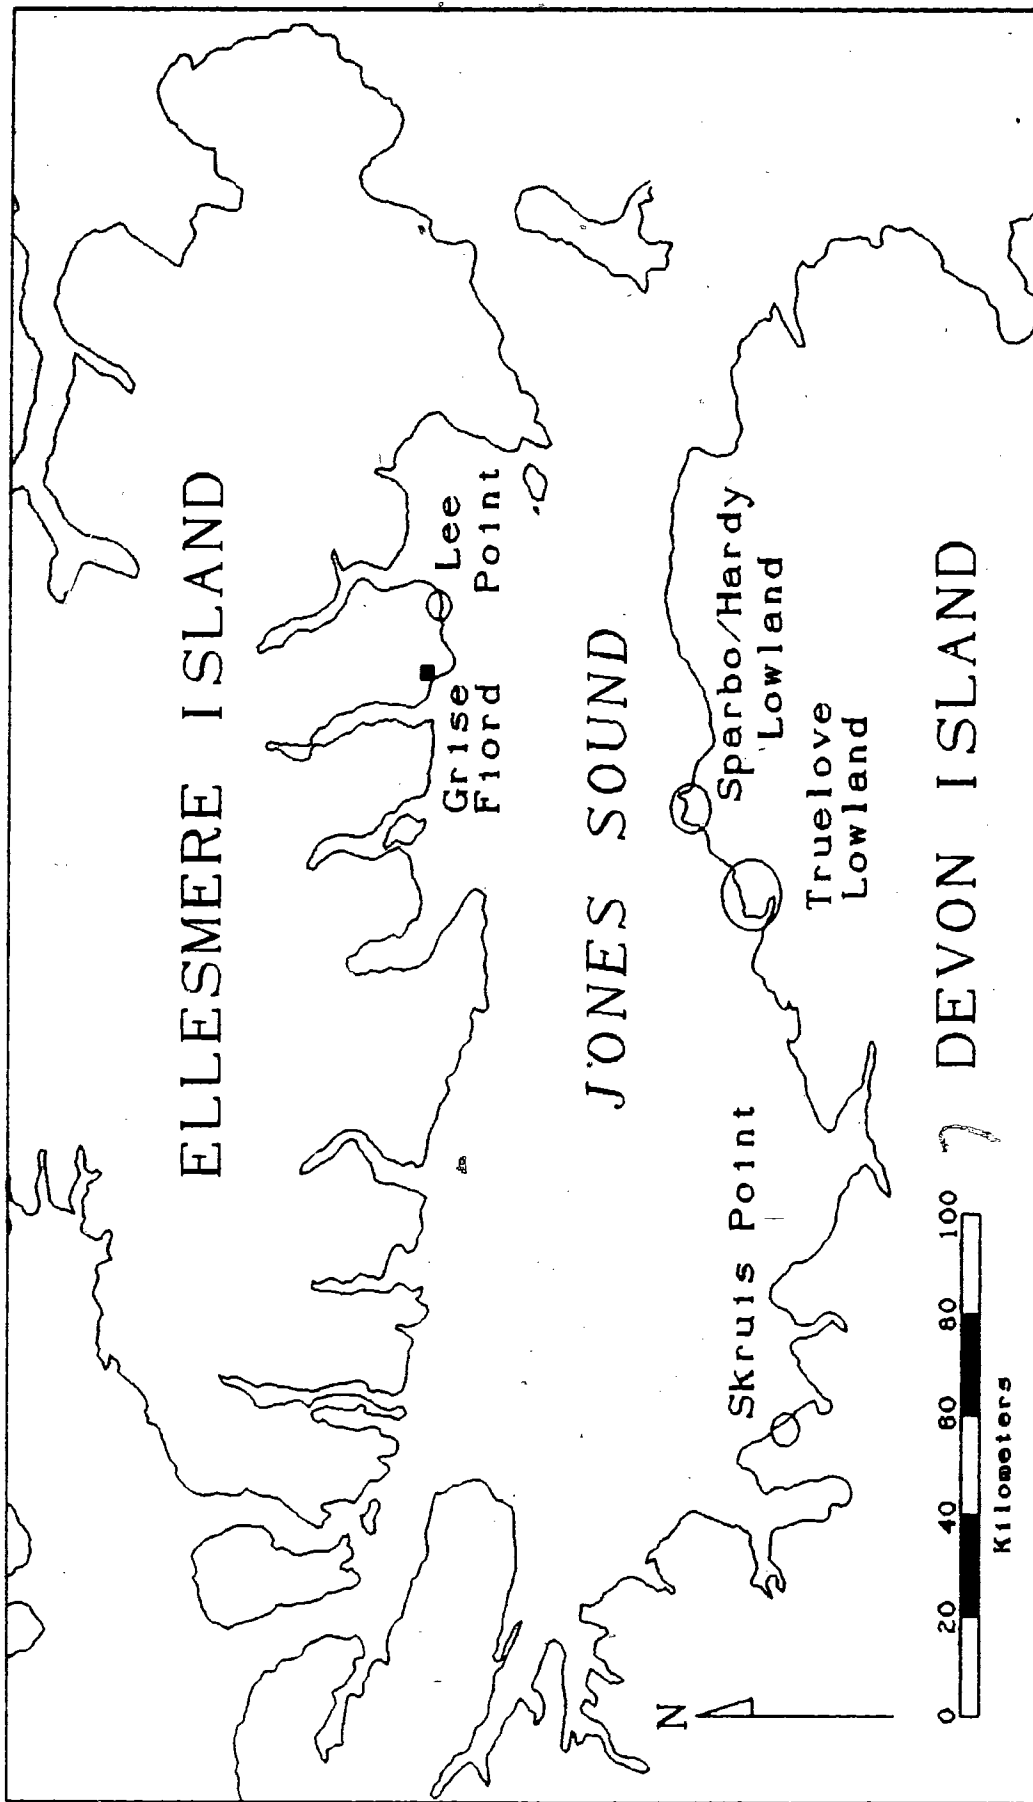 ELLESMERE ISLAND
Grise
Fiord
Lee
Point
JONES SOUND
Skruis Point
Sparbo/Hardy
Lowland
Truelove
Lowland
DEVON ISLAND
N
0 20 40 60 80 100
Kilometers